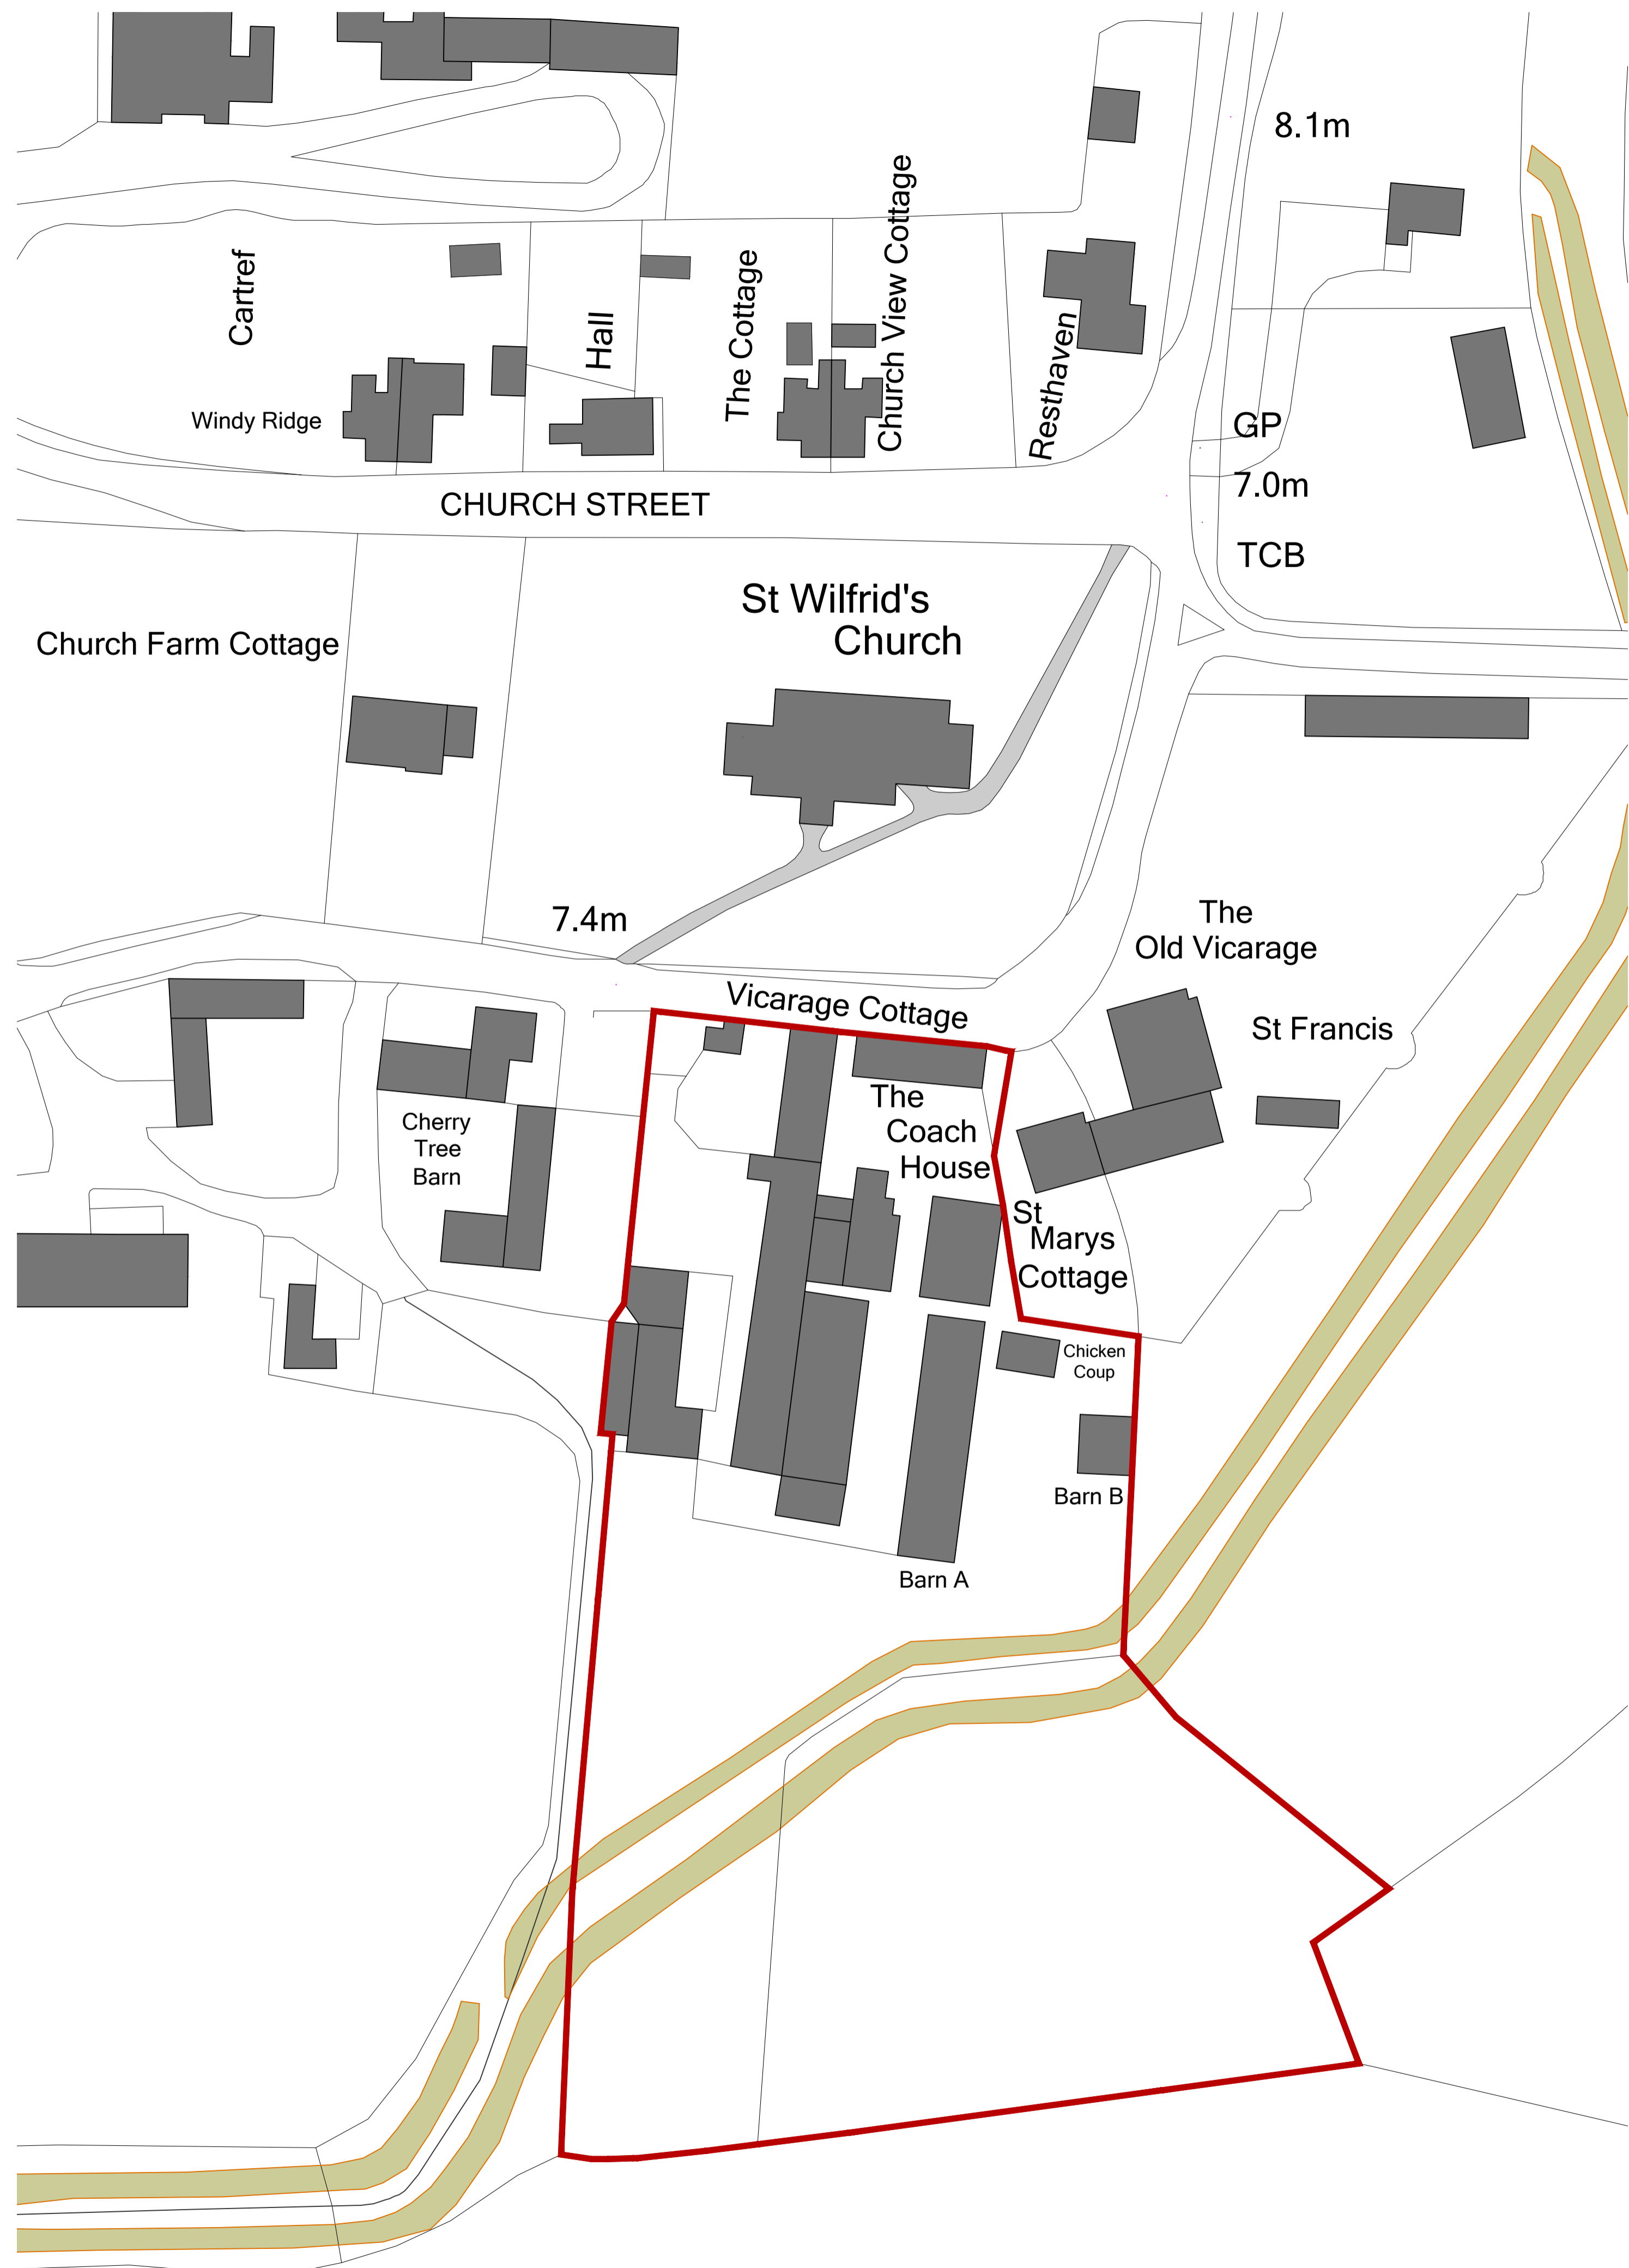 8.1m
Cartref
Hall
The Cottage
Church View Cottage
Resthaven
Windy Ridge
GP
7.0m
CHURCH STREET
TCB
St Wilfrid's
Church
Church Farm Cottage
7.4m
The
Old Vicarage
Vicarage Cottage
St Francis
The
Coach
House
Cherry
Tree
Barn
St
Marys
Cottage
Chicken
Coup
Barn B
Barn A